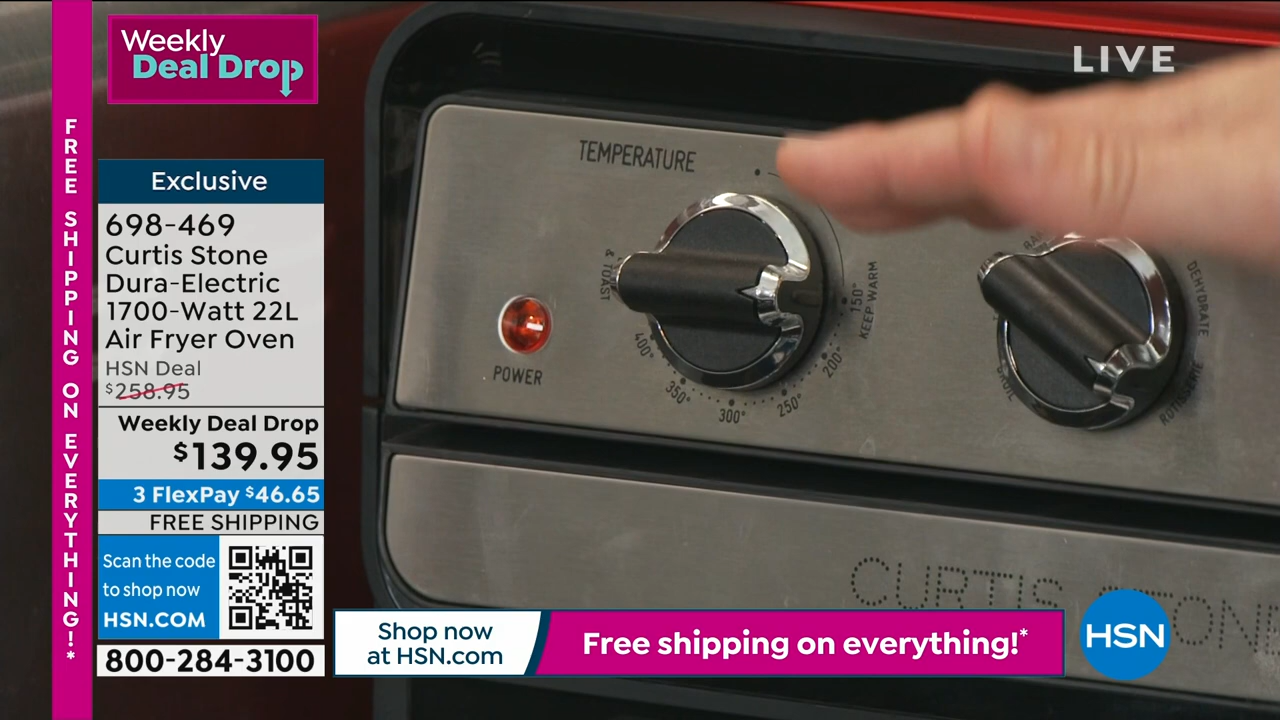 Weekly
Deal Drop
LIVE
FREE SHIPPING ON EVERYTHING!*
Exclusive
698-469
Curtis Stone
Dura-Electric
1700-Watt 22L
Air Fryer Oven
HSN Deal
$258.95
Weekly Deal Drop
$139.95
3 FlexPay $46.65
FREE SHIPPING
Scan the code
to shop now
HSN.COM
800-284-3100
TEMPERATURE
& TOAST
400°
350°
300°
250°
200°
150°
KEEP WARM
POWER
DEHYDRATE
ROTISSERIE
CURTIS STONE
Shop now
at HSN.com
Free shipping on everything!*
HSN